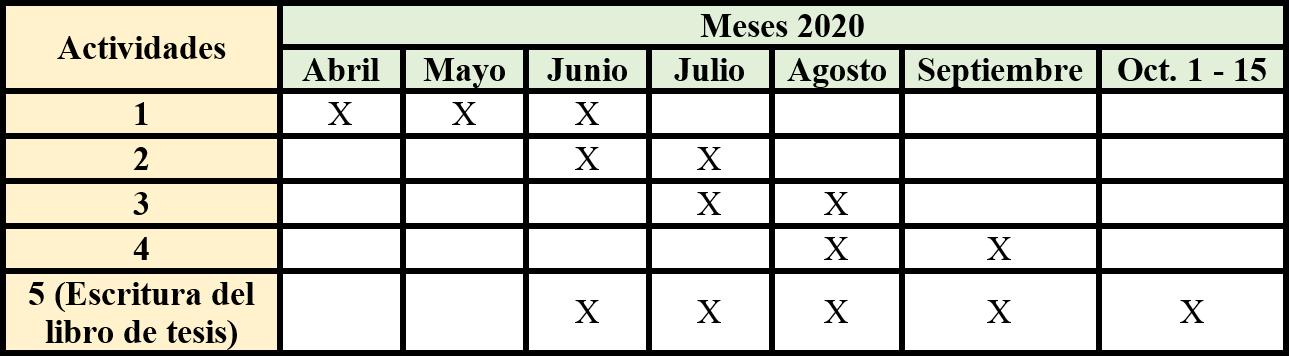 Actividades
Meses 2020
Abril Mayo Junio Julio Agosto Septiembre Oct. 1 - 15
1 X X X
2 X X
3 X X
4 X X
5 (Escritura del
libro de tesis) X X X X X